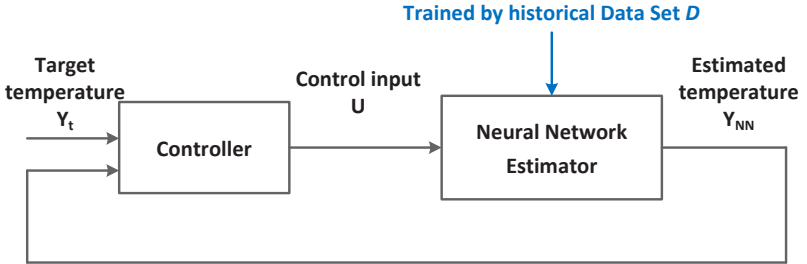 Trained by historical Data Set D
Target
temperature
Yt
Control input
U
Estimated
temperature
YNN
Controller
Neural Network
Estimator